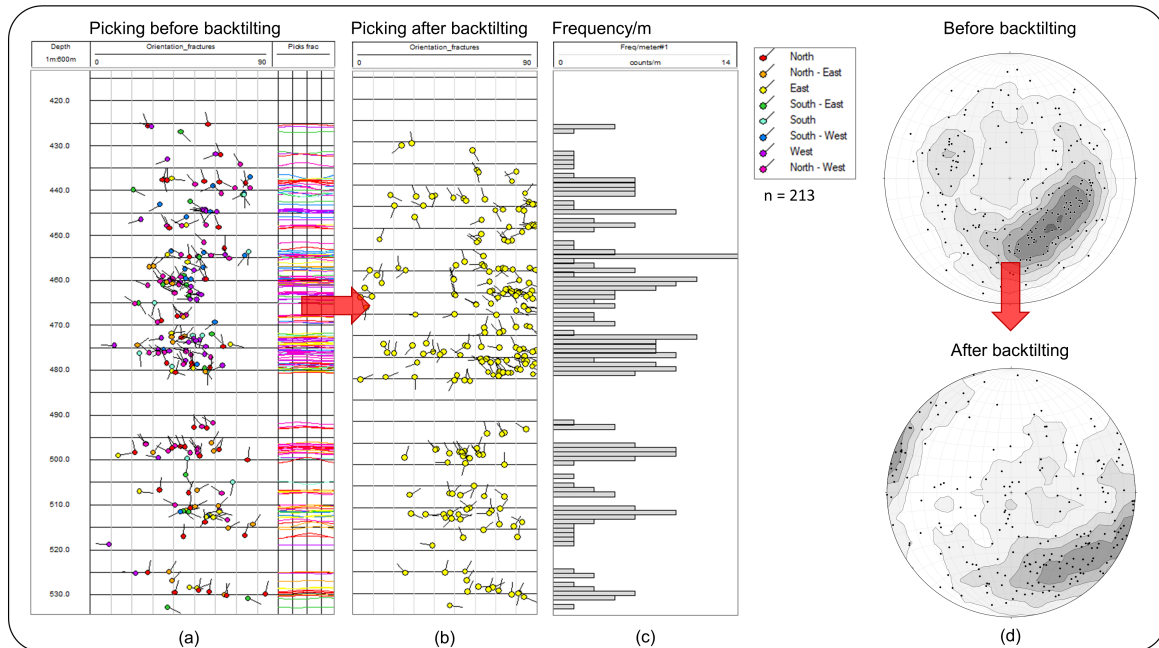 Picking before backtilting
Picking after backtilting
Frequency/m
Before backtilting
Depth
Orientation_fractures
Picks frac
1m:600m
0
90
Orientation_fractures
0
90
Freq/meter#1
counts/m
0
14
North
North - East
East
South - East
South
South - West
West
North - West
n = 213
420.0
430.0
440.0
450.0
460.0
470.0
480.0
490.0
500.0
510.0
520.0
530.0
After backtilting
(a)
(b)
(c)
(d)